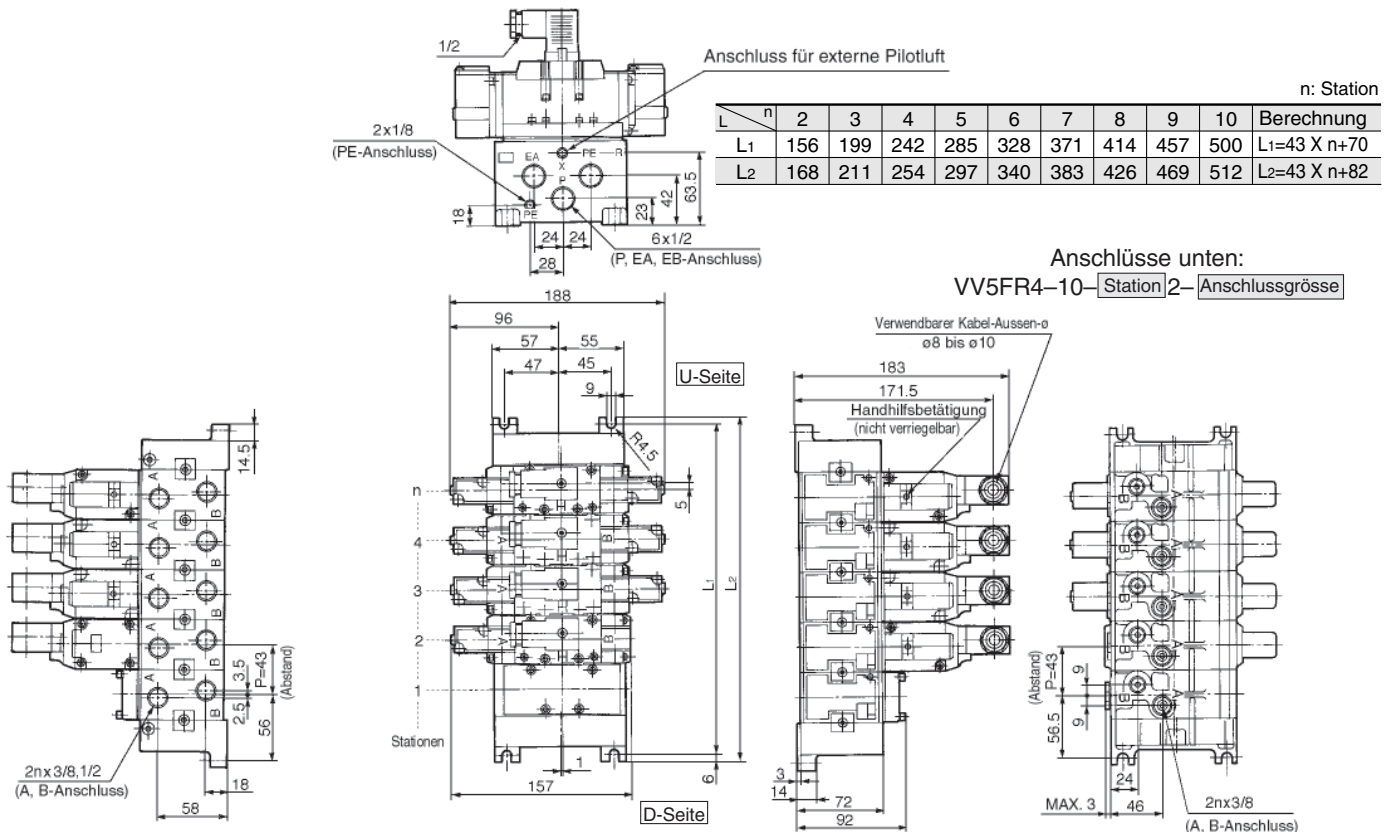 1/2
Anschluss für externe Pilotluft
2x1/8
(PE-Anschluss)
EA
X
PE
R
P
PE
18
23
42
63.5
24
24
28
6x1/2
(P, EA, EB-Anschluss)
n: Station
L n 2 3 4 5 6 7 8 9 10 Berechnung
L1 156 199 242 285 328 371 414 457 500 L1=43 X n+70
L2 168 211 254 297 340 383 426 469 512 L2=43 X n+82
Anschlüsse unten:
VV5FR4–10– Station 2– Anschlussgrösse
14.5
A
B
A
B
A
B
A
B
A
B
3.5
P=43
(Abstand)
2.5
56
2nx3/8,1/2
(A, B-Anschluss)
18
58
188
96
57
55
47
45
9
U-Seite
R4.5
5
n
4
3
2
1
Stationen
A
B
A
B
A
B
L1
L2
1
6
157
D-Seite
Verwendbarer Kabel-Aussen-ø
ø8 bis ø10
183
171.5
Handhilfsbetätigung
(nicht verriegelbar)
3
14
72
92
B
A
B
A
B
A
B
A
B
A
(Abstand)
P=43
9
9
56.5
24
MAX. 3
46
2nx3/8
(A, B-Anschluss)